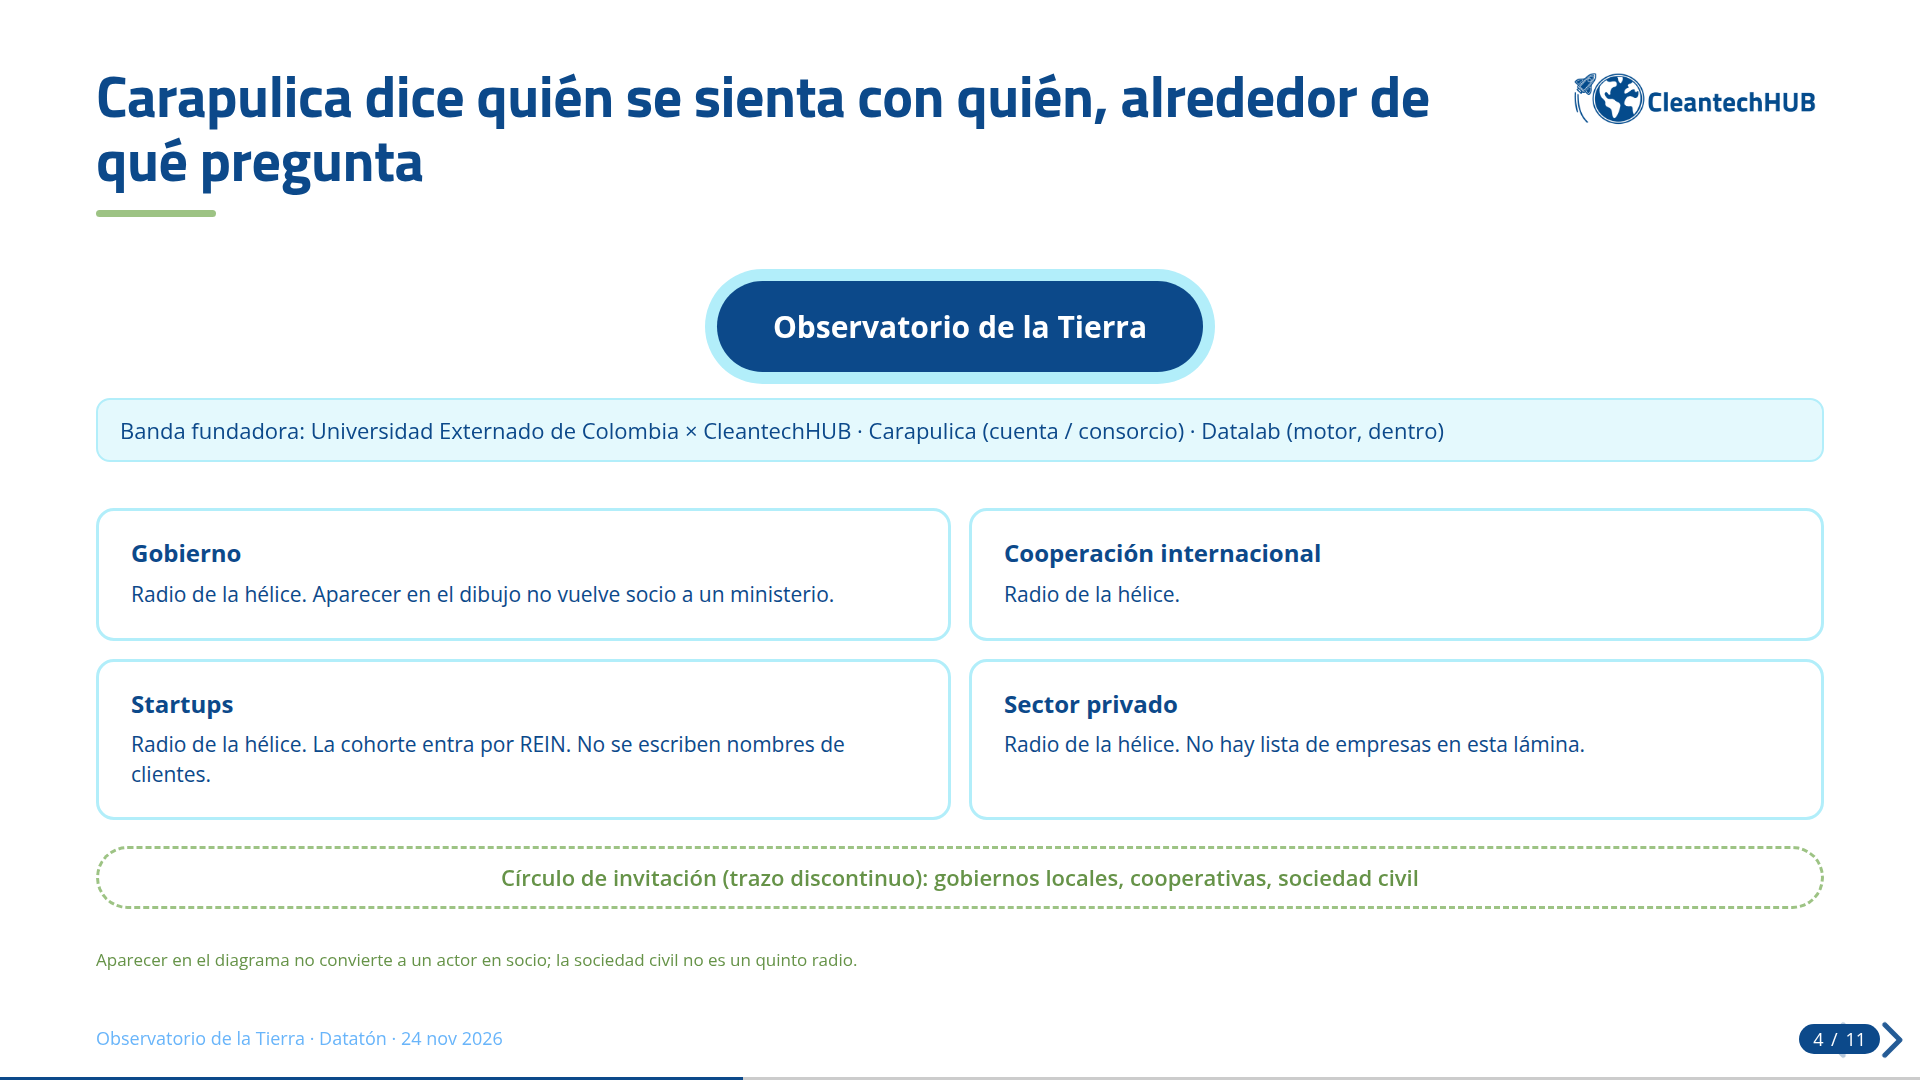 Carapulica dice quién se sienta con quién, alrededor de
qué pregunta
CleantechHUB
Observatorio de la Tierra
Banda fundadora: Universidad Externado de Colombia × CleantechHUB · Carapulica (cuenta / consorcio) · Datalab (motor, dentro)
Gobierno
Radio de la hélice. Aparecer en el dibujo no vuelve socio a un ministerio.
Cooperación internacional
Radio de la hélice.
Startups
Radio de la hélice. La cohorte entra por REIN. No se escriben nombres de
clientes.
Sector privado
Radio de la hélice. No hay lista de empresas en esta lámina.
Círculo de invitación (trazo discontinuo): gobiernos locales, cooperativas, sociedad civil
Aparecer en el diagrama no convierte a un actor en socio; la sociedad civil no es un quinto radio.
Observatorio de la Tierra · Datatón · 24 nov 2026
4 / 11